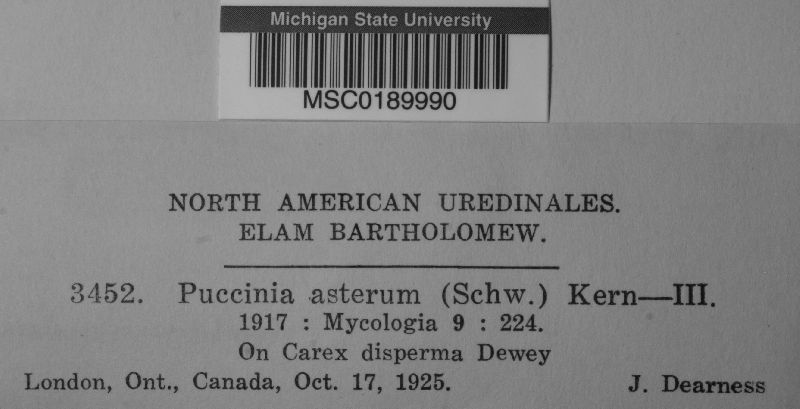 Michigan State University
MSC0189990
NORTH AMERICAN UREDINALES.
ELAM BARTHOLOMEW.
3452. Puccinia asterum (Schw.) Kern—III.
1917 : Mycologia 9 : 224.
On Carex disperma Dewey
London, Ont., Canada, Oct. 17, 1925. J. Dearness